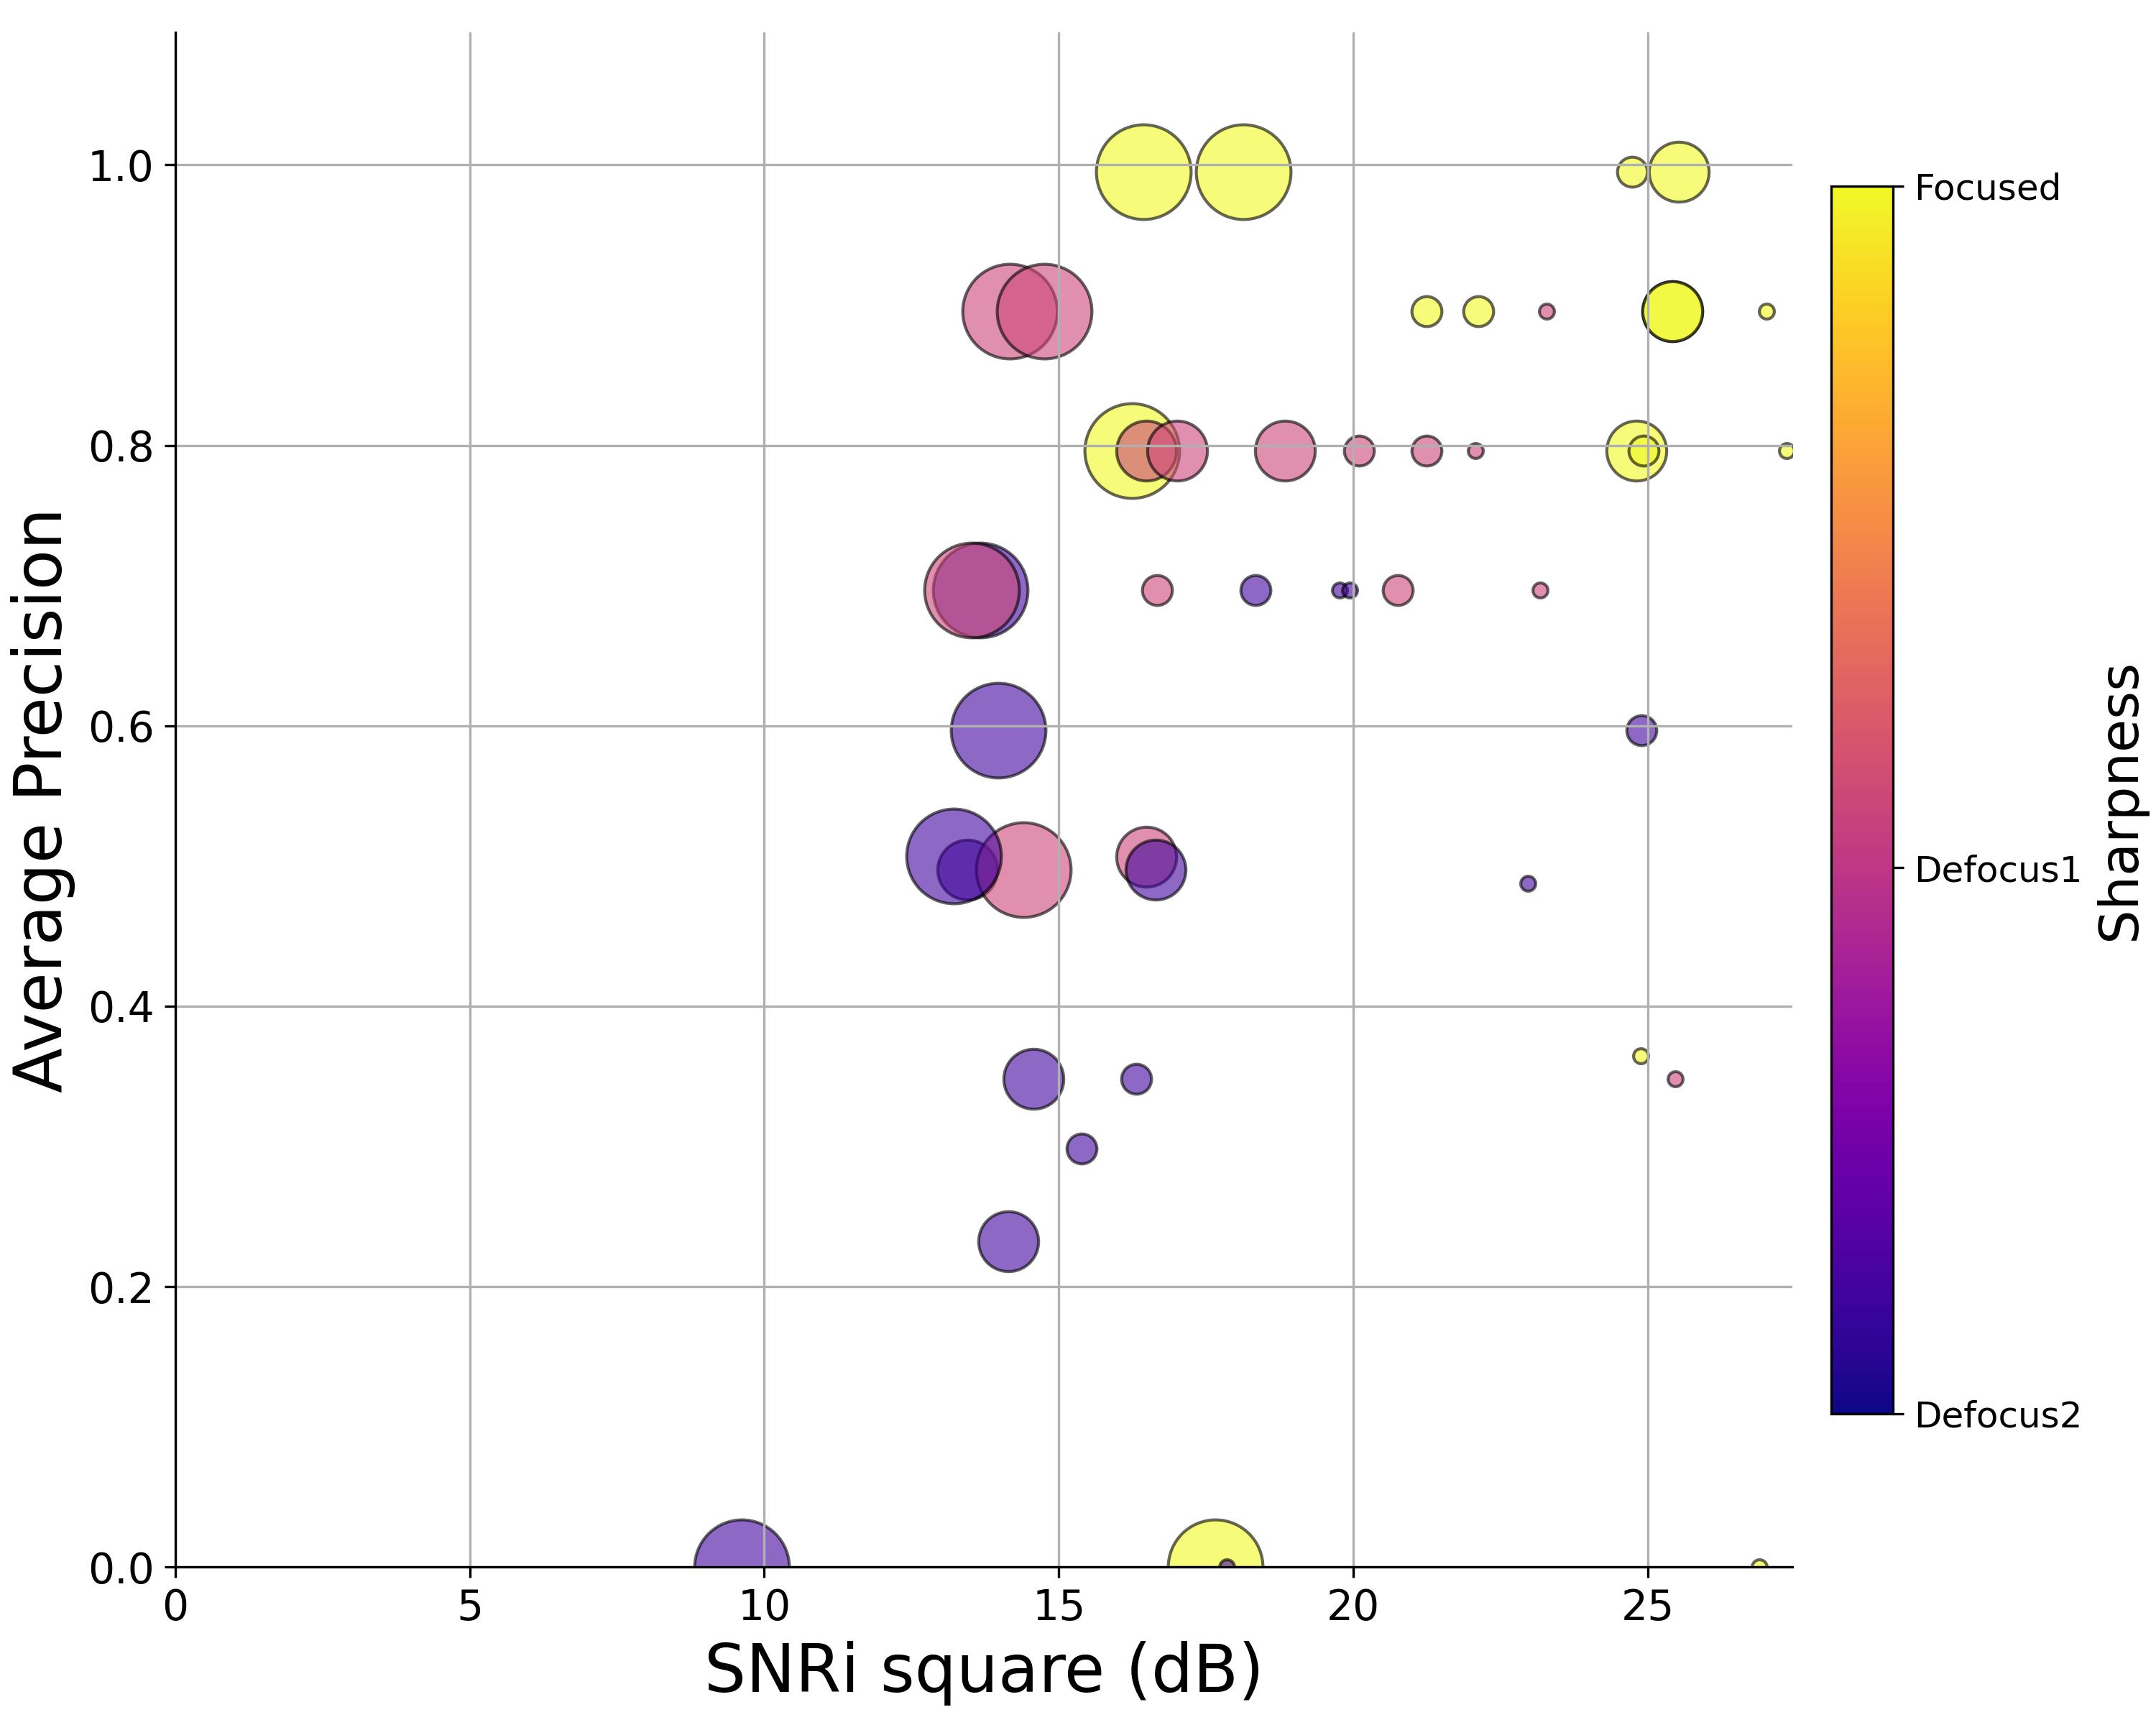 Average Precision
1.0
0.8
0.6
0.4
0.2
0.0
0 5 10 15 20 25
SNRi square (dB)
Focused
Defocus1
Defocus2
Sharpness